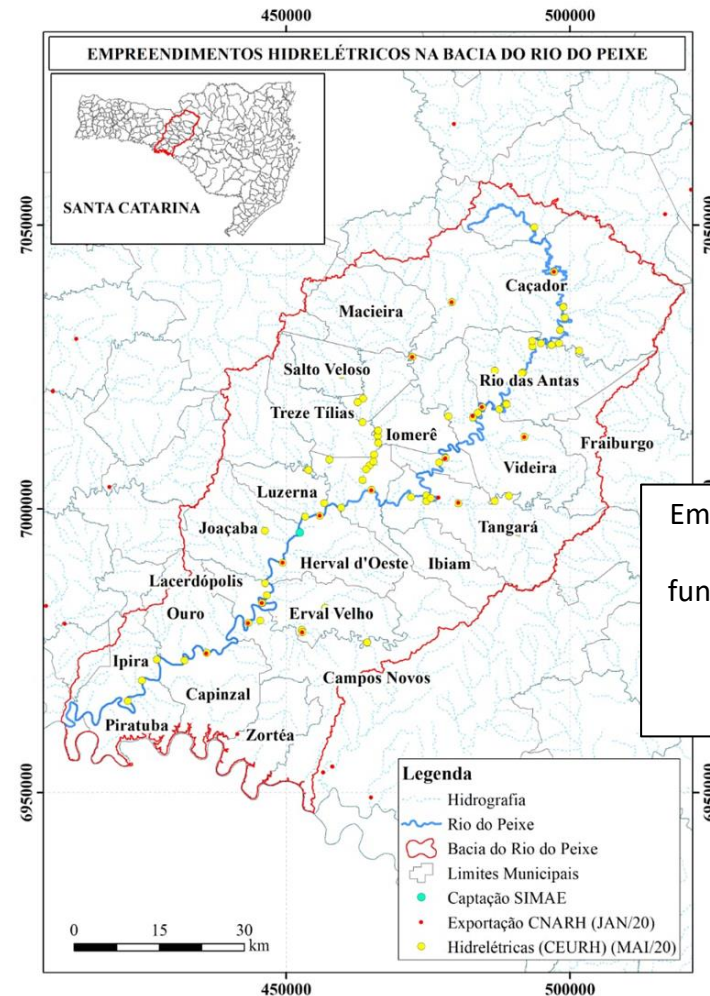 450000
500000
EMPREENDIMENTOS HIDRELÉTRICOS NA BACIA DO RIO DO PEIXE
SANTA CATARINA
7050000
7050000
Caçador
Macieira
Salto Veloso
Rio das Antas
Treze Tílias
Iomerê
Fraiburgo
Videira
Luzerna
7000000
Em
Joaçaba
Tangará
Herval d'Oeste
Ibiam
Lacerdópolis
fun
Ouro
Erval Velho
Ipira
Campos Novos
Capinzal
Piratuba
Zortéa
6950000
6950000
Legenda
Hidrografia
Rio do Peixe
Bacia do Rio do Peixe
Limites Municipais
Captação SIMAE
Exportação CNARH (JAN/20)
Hidrelétricas (CEURH) (MAI/20)
0 15 30
km
450000
500000